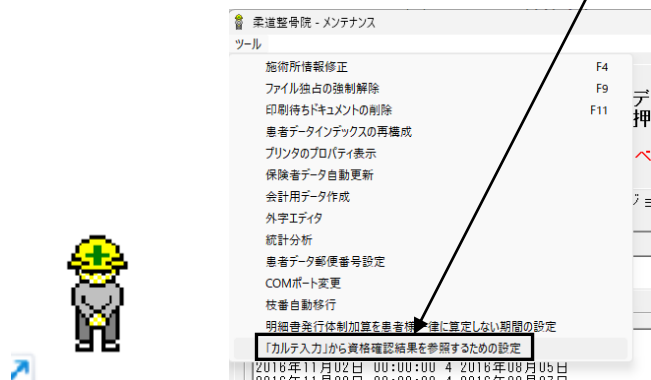 柔道整骨院 - メンテナンス
ツール
施術所情報修正 F4
ファイル独占の強制解除 F9
印刷待ちドキュメントの削除 F11
患者データインデックスの再構成
プリンタのプロパティ表示
保険者データ自動更新
会計用データ作成
外字エディタ
統計分析
患者データ郵便番号設定
COMポート変更
枝番自動移行
明細書発行体制加算を患者様一律に算定しない期間の設定
「カルテ入力」から資格確認結果を参照するための設定
2016年11月02日 00:00:00 4 2016年08月05日
デ
押